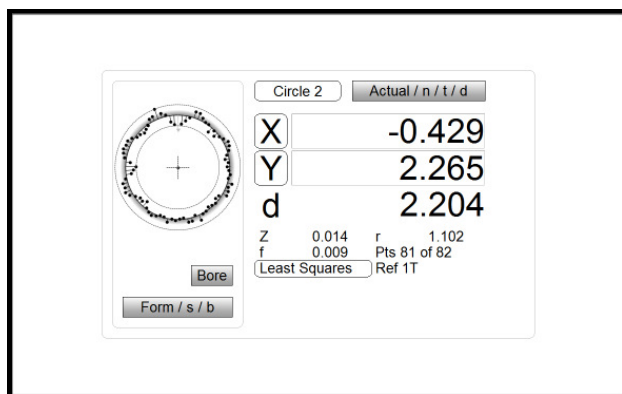 Circle 2 Actual / n / t / d
X -0.429
Y 2.265
d 2.204
Z 0.014 r 1.102
f 0.009 Pts 81 of 82
Least Squares Ref 1T
Bore
Form / s / b